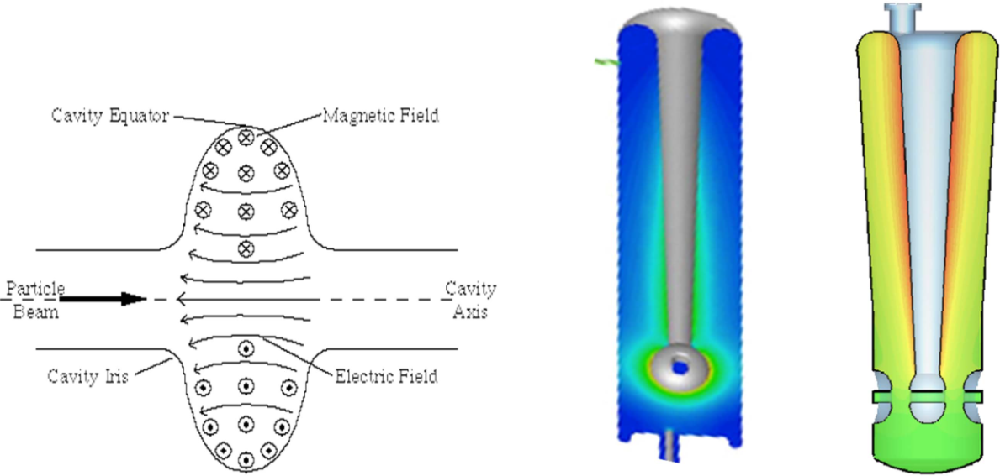 Cavity Equator
Magnetic Field
Particle
Beam
Cavity
Axis
Cavity Iris
Electric Field